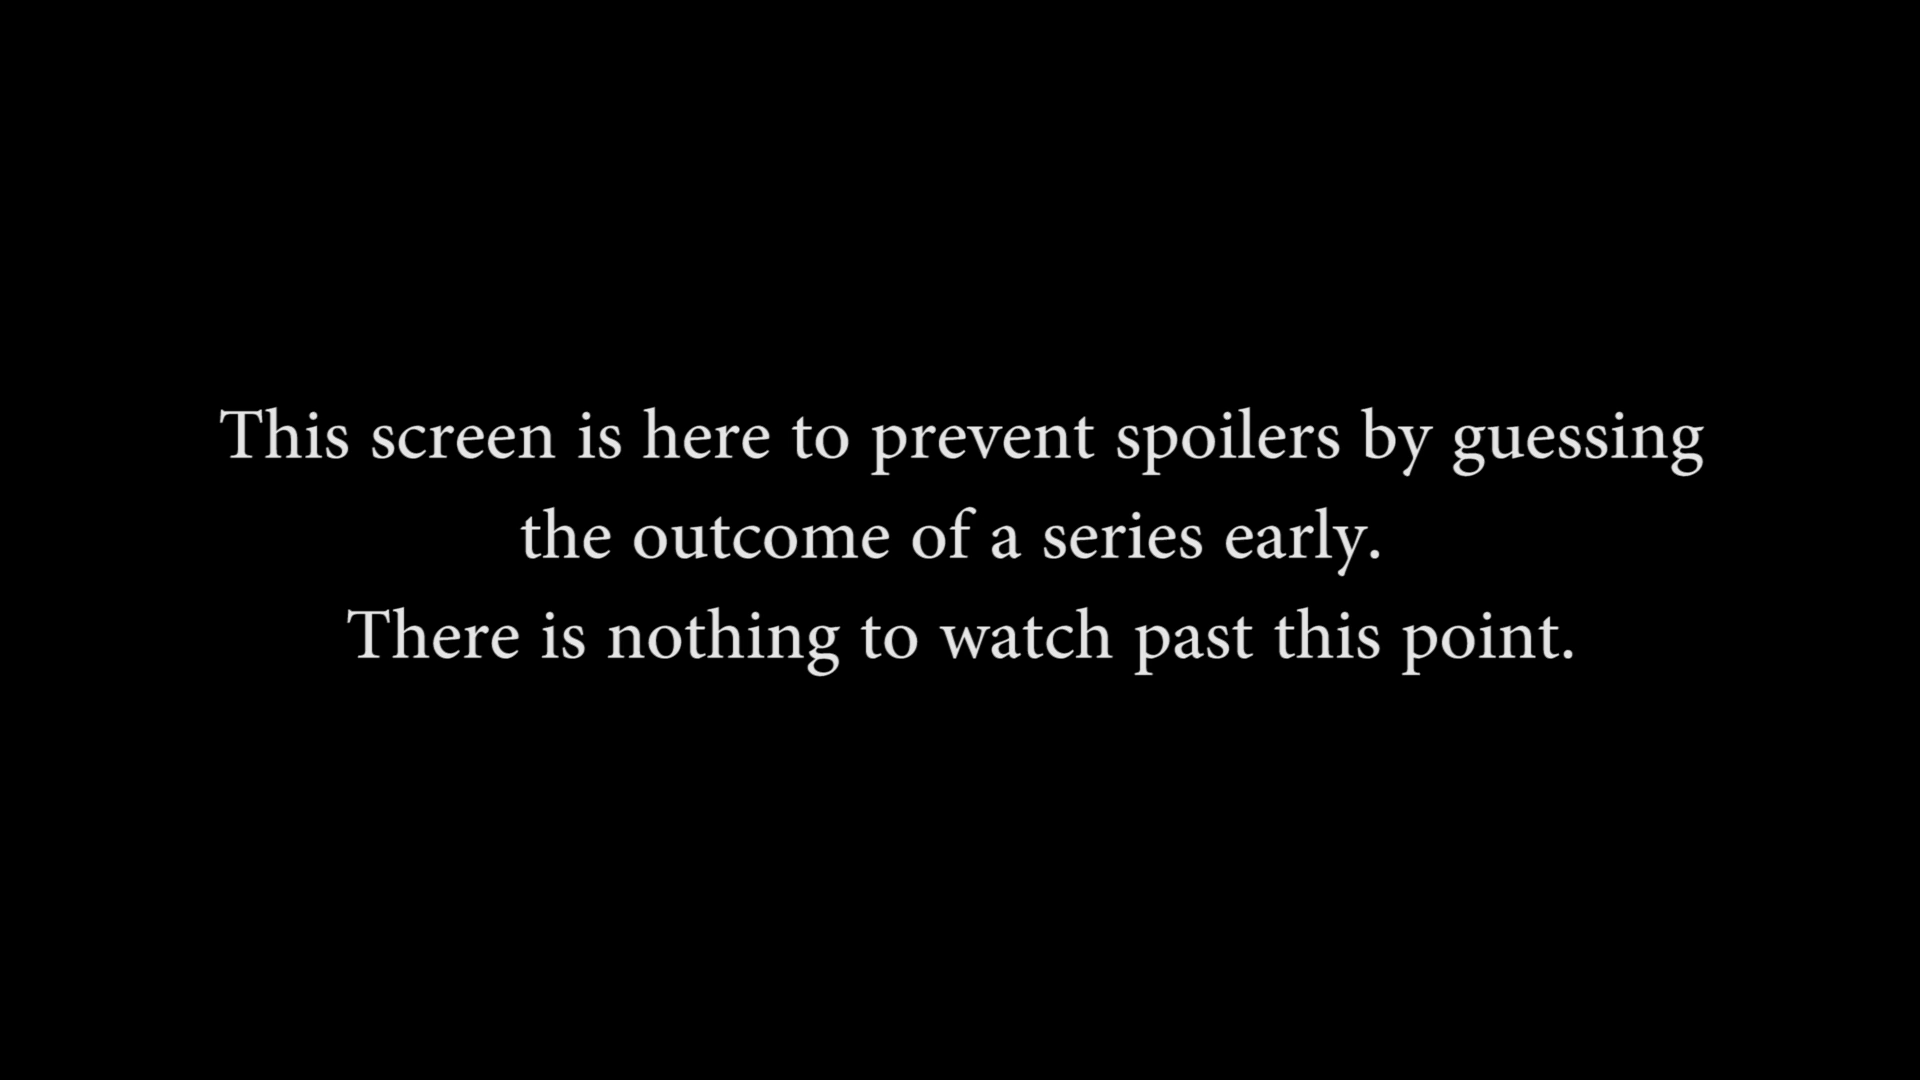 This screen is here to prevent spoilers by guessing
the outcome of a series early.
There is nothing to watch past this point.